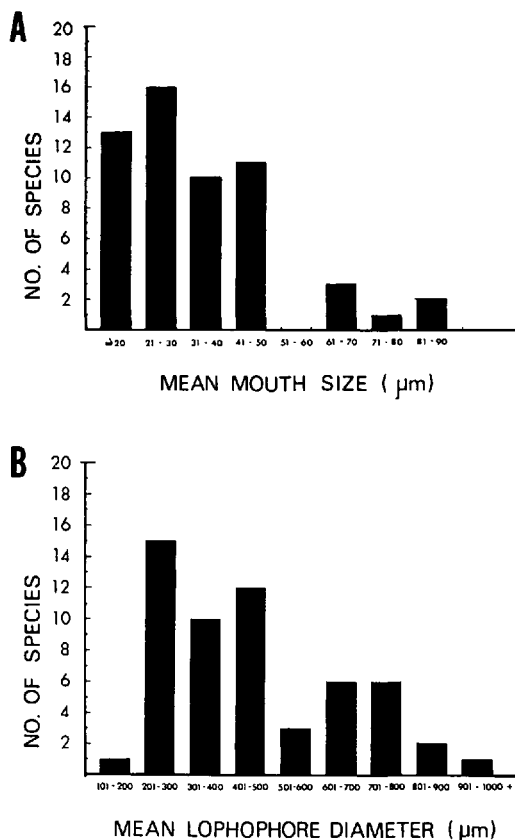 A
NO. OF SPECIES
20
18
16
14
12
10
8
6
4
2
21 - 30
31 - 40
41 - 50
51 - 60
61 - 70
71 - 80
81 - 90
MEAN MOUTH SIZE ( µm)
B
NO. OF SPECIES
20
18
16
14
12
10
8
6
4
2
101 - 200
201 - 300
301 - 400
401 - 500
501 - 600
601 - 700
701 - 800
801 - 900
901 - 1000 +
MEAN LOPHOPHORE DIAMETER (µm)